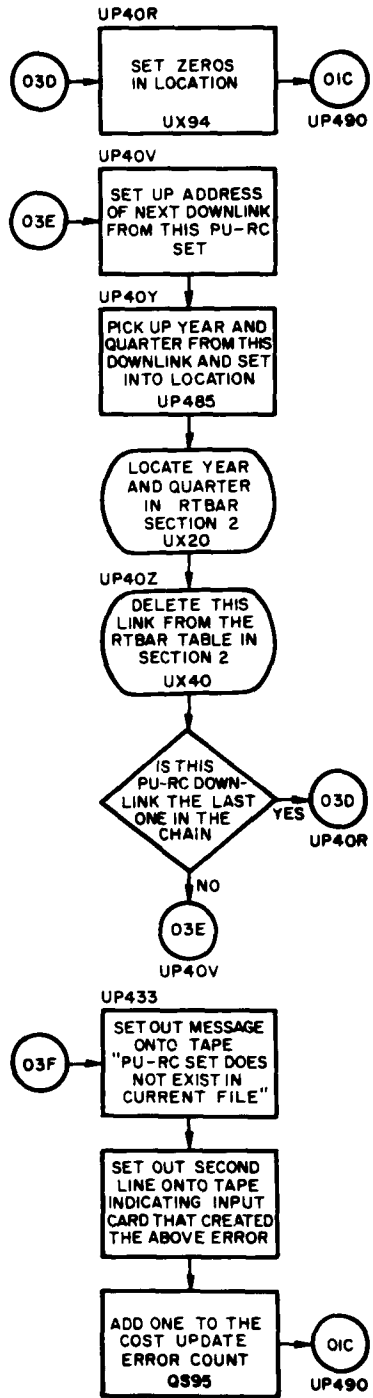 UP40R
03D
SET ZEROS
IN LOCATION
UX94
01C
UP490
UP40V
03E
SET UP ADDRESS
OF NEXT DOWNLINK
FROM THIS PU-RC
SET
UP40Y
PICK UP YEAR AND
QUARTER FROM THIS
DOWNLINK AND SET
INTO LOCATION
UP485
LOCATE YEAR
AND QUARTER
IN RTBAR
SECTION 2
UX20
UP40Z
DELETE THIS
LINK FROM THE
RTBAR TABLE IN
SECTION 2
UX40
IS THIS
PU-RC DOWN-
LINK THE LAST
ONE IN THE
CHAIN
YES
03D
UP40R
NO
03E
UP40V
UP433
03F
SET OUT MESSAGE
ONTO TAPE
"PU-RC SET DOES
NOT EXIST IN
CURRENT FILE"
SET OUT SECOND
LINE ONTO TAPE
INDICATING INPUT
CARD THAT CREATED
THE ABOVE ERROR
ADD ONE TO THE
COST UPDATE
ERROR COUNT
QS95
01C
UP490